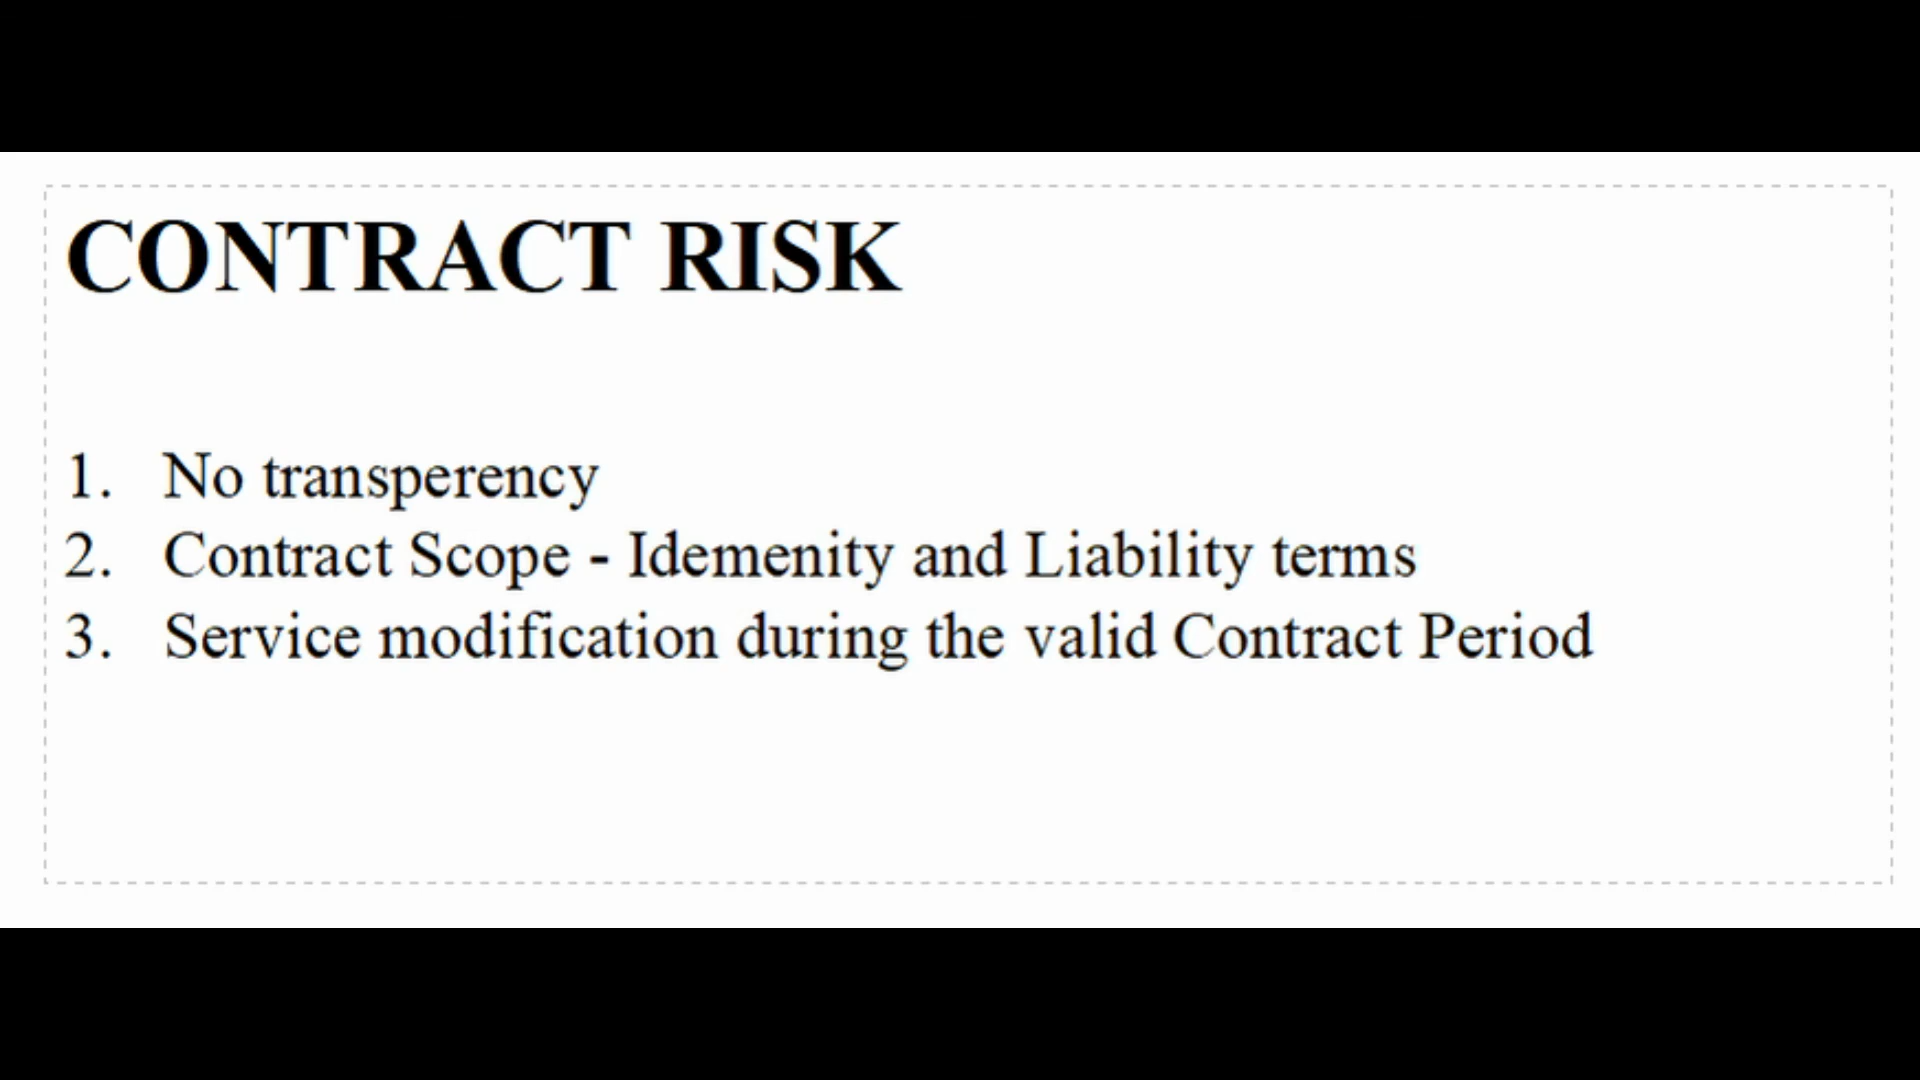 CONTRACT RISK
1. No transperency
2. Contract Scope - Idemenity and Liability terms
3. Service modification during the valid Contract Period